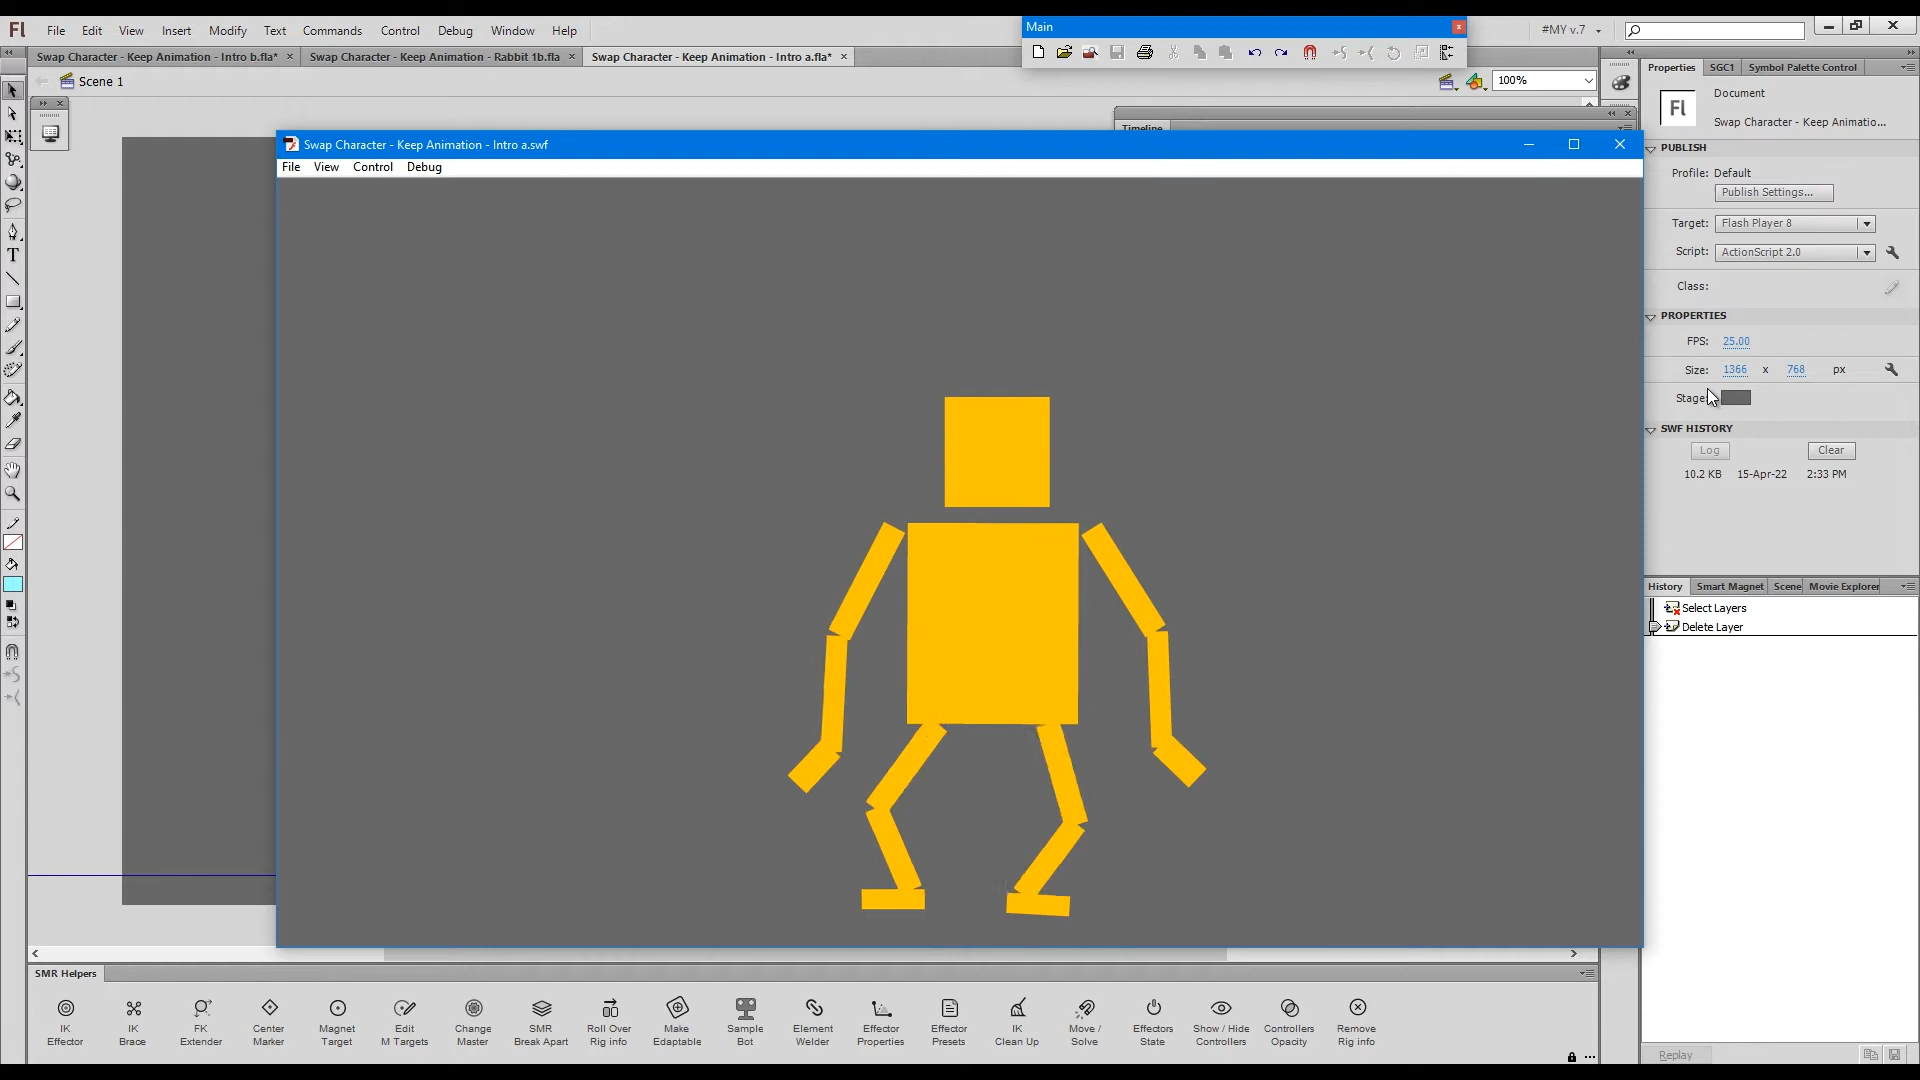 Fl File Edit View Insert Modify Text Commands Control Debug Window Help
Main
#MY v.7
Swap Character - Keep Animation - Intro b.fla*
Swap Character - Keep Animation - Rabbit 1b.fla
Swap Character - Keep Animation - Intro a.fla*
Scene 1
100%
Timeline
Swap Character - Keep Animation - Intro a.swf
File View Control Debug
Properties SGC1 Symbol Palette Control
Fl
Document
Swap Character - Keep Animatio...
PUBLISH
Profile: Default
Publish Settings...
Target: Flash Player 8
Script: ActionScript 2.0
Class:
PROPERTIES
FPS: 25.00
Size: 1366 x 768 px
Stage:
SWF HISTORY
Log Clear
10.2 KB 15-Apr-22 2:33 PM
History Smart Magnet Scene Movie Explorer
Select Layers
Delete Layer
Replay
SMR Helpers
IK Effector
IK Brace
FK Extender
Center Marker
Magnet Target
Edit M Targets
Change Master
SMR Break Apart
Roll Over Rig info
Make Adaptable
Sample Bot
Element Welder
Effector Properties
Effector Presets
IK Clean Up
Move / Solve
Effectors State
Show / Hide Controllers
Controllers Opacity
Remove Rig info